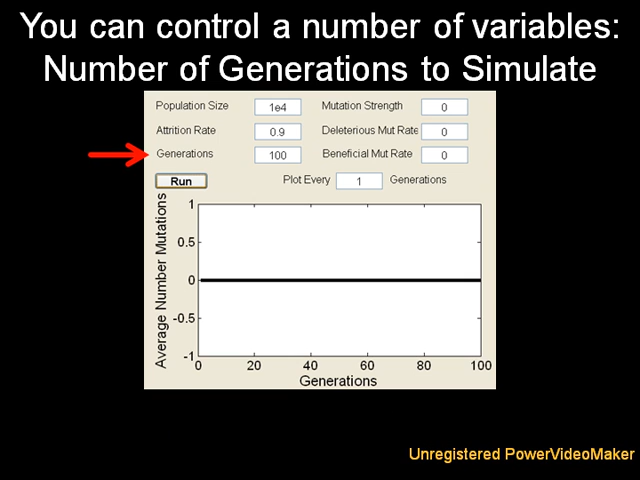 You can control a number of variables:
Number of Generations to Simulate
Population Size 1e4 Mutation Strength 0
Attrition Rate 0.9 Deleterious Mut Rate 0
Generations 100 Beneficial Mut Rate 0
Run Plot Every 1 Generations
Average Number Mutations
1
0.5
0
-0.5
-1
0 20 40 60 80 100
Generations
Unregistered PowerVideoMaker